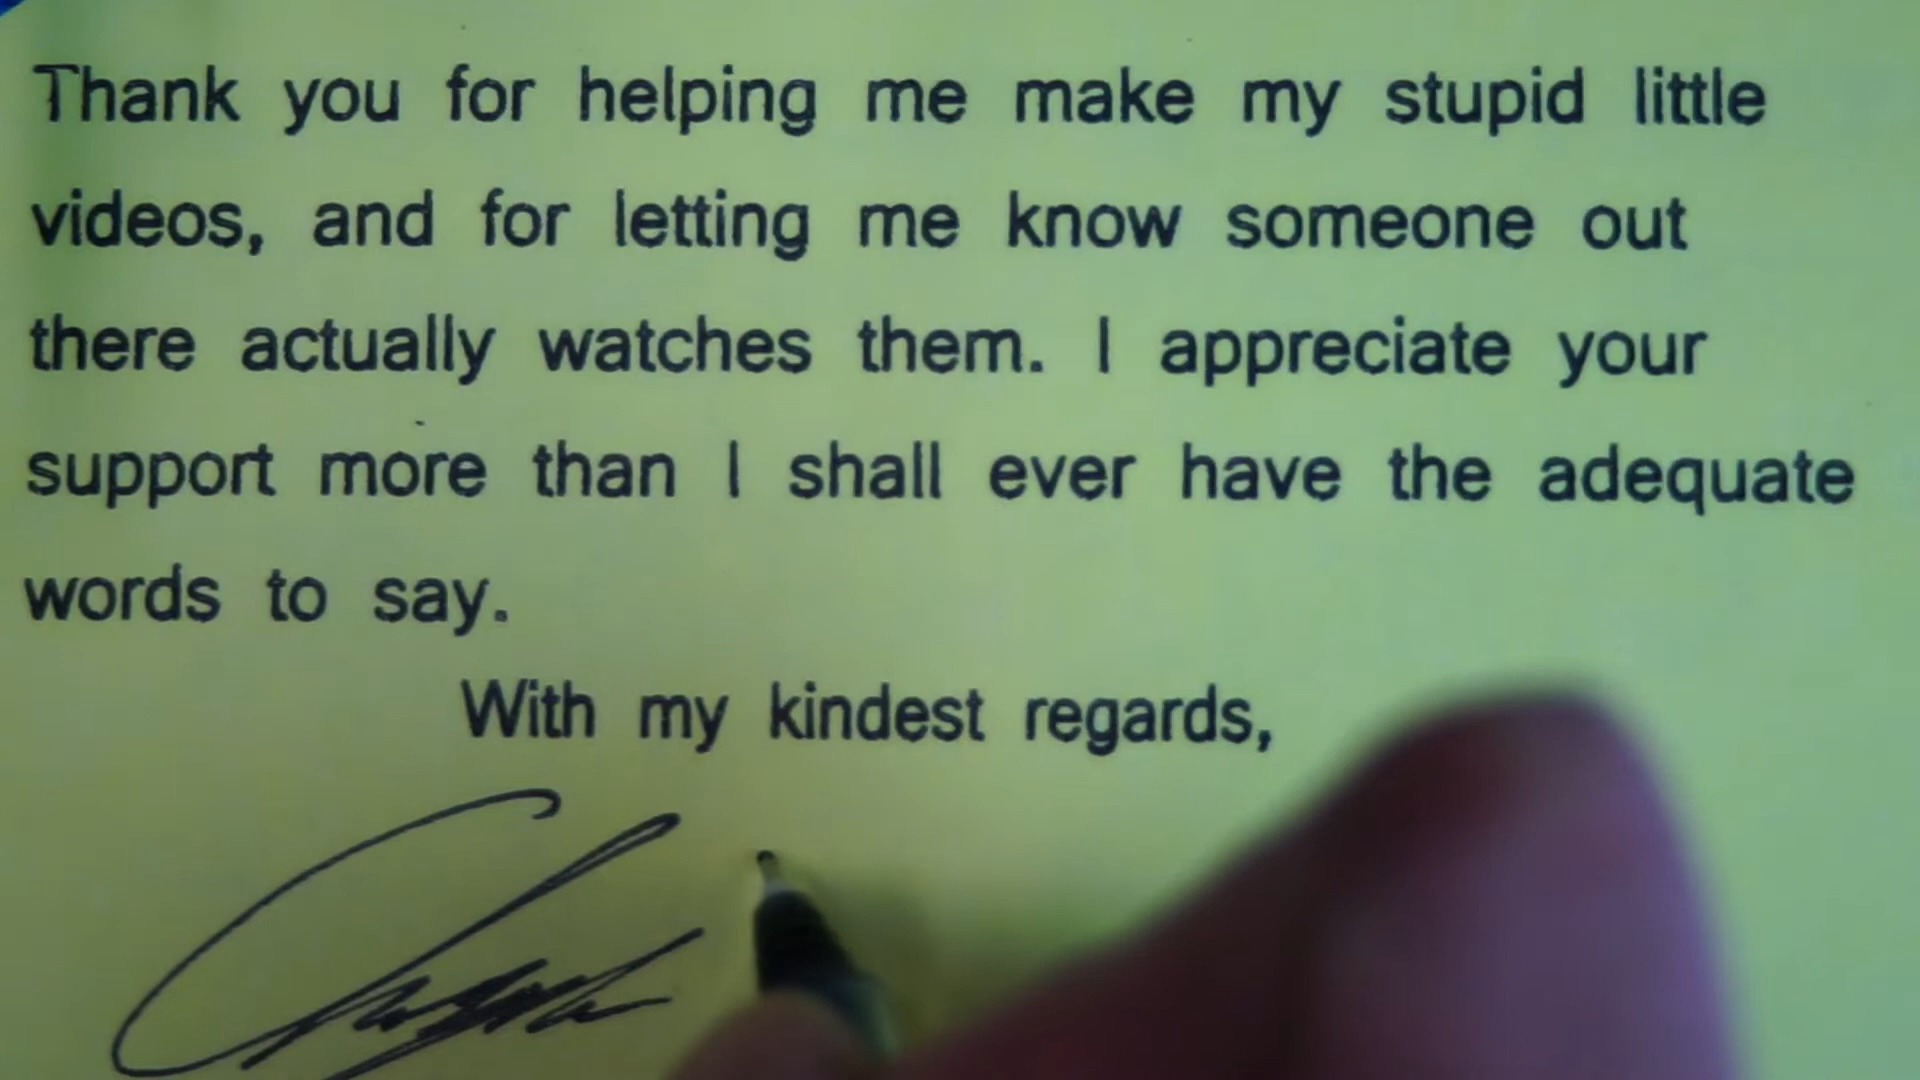 Thank you for helping me make my stupid little
videos, and for letting me know someone out
there actually watches them. I appreciate your
support more than I shall ever have the adequate
words to say.
With my kindest regards,